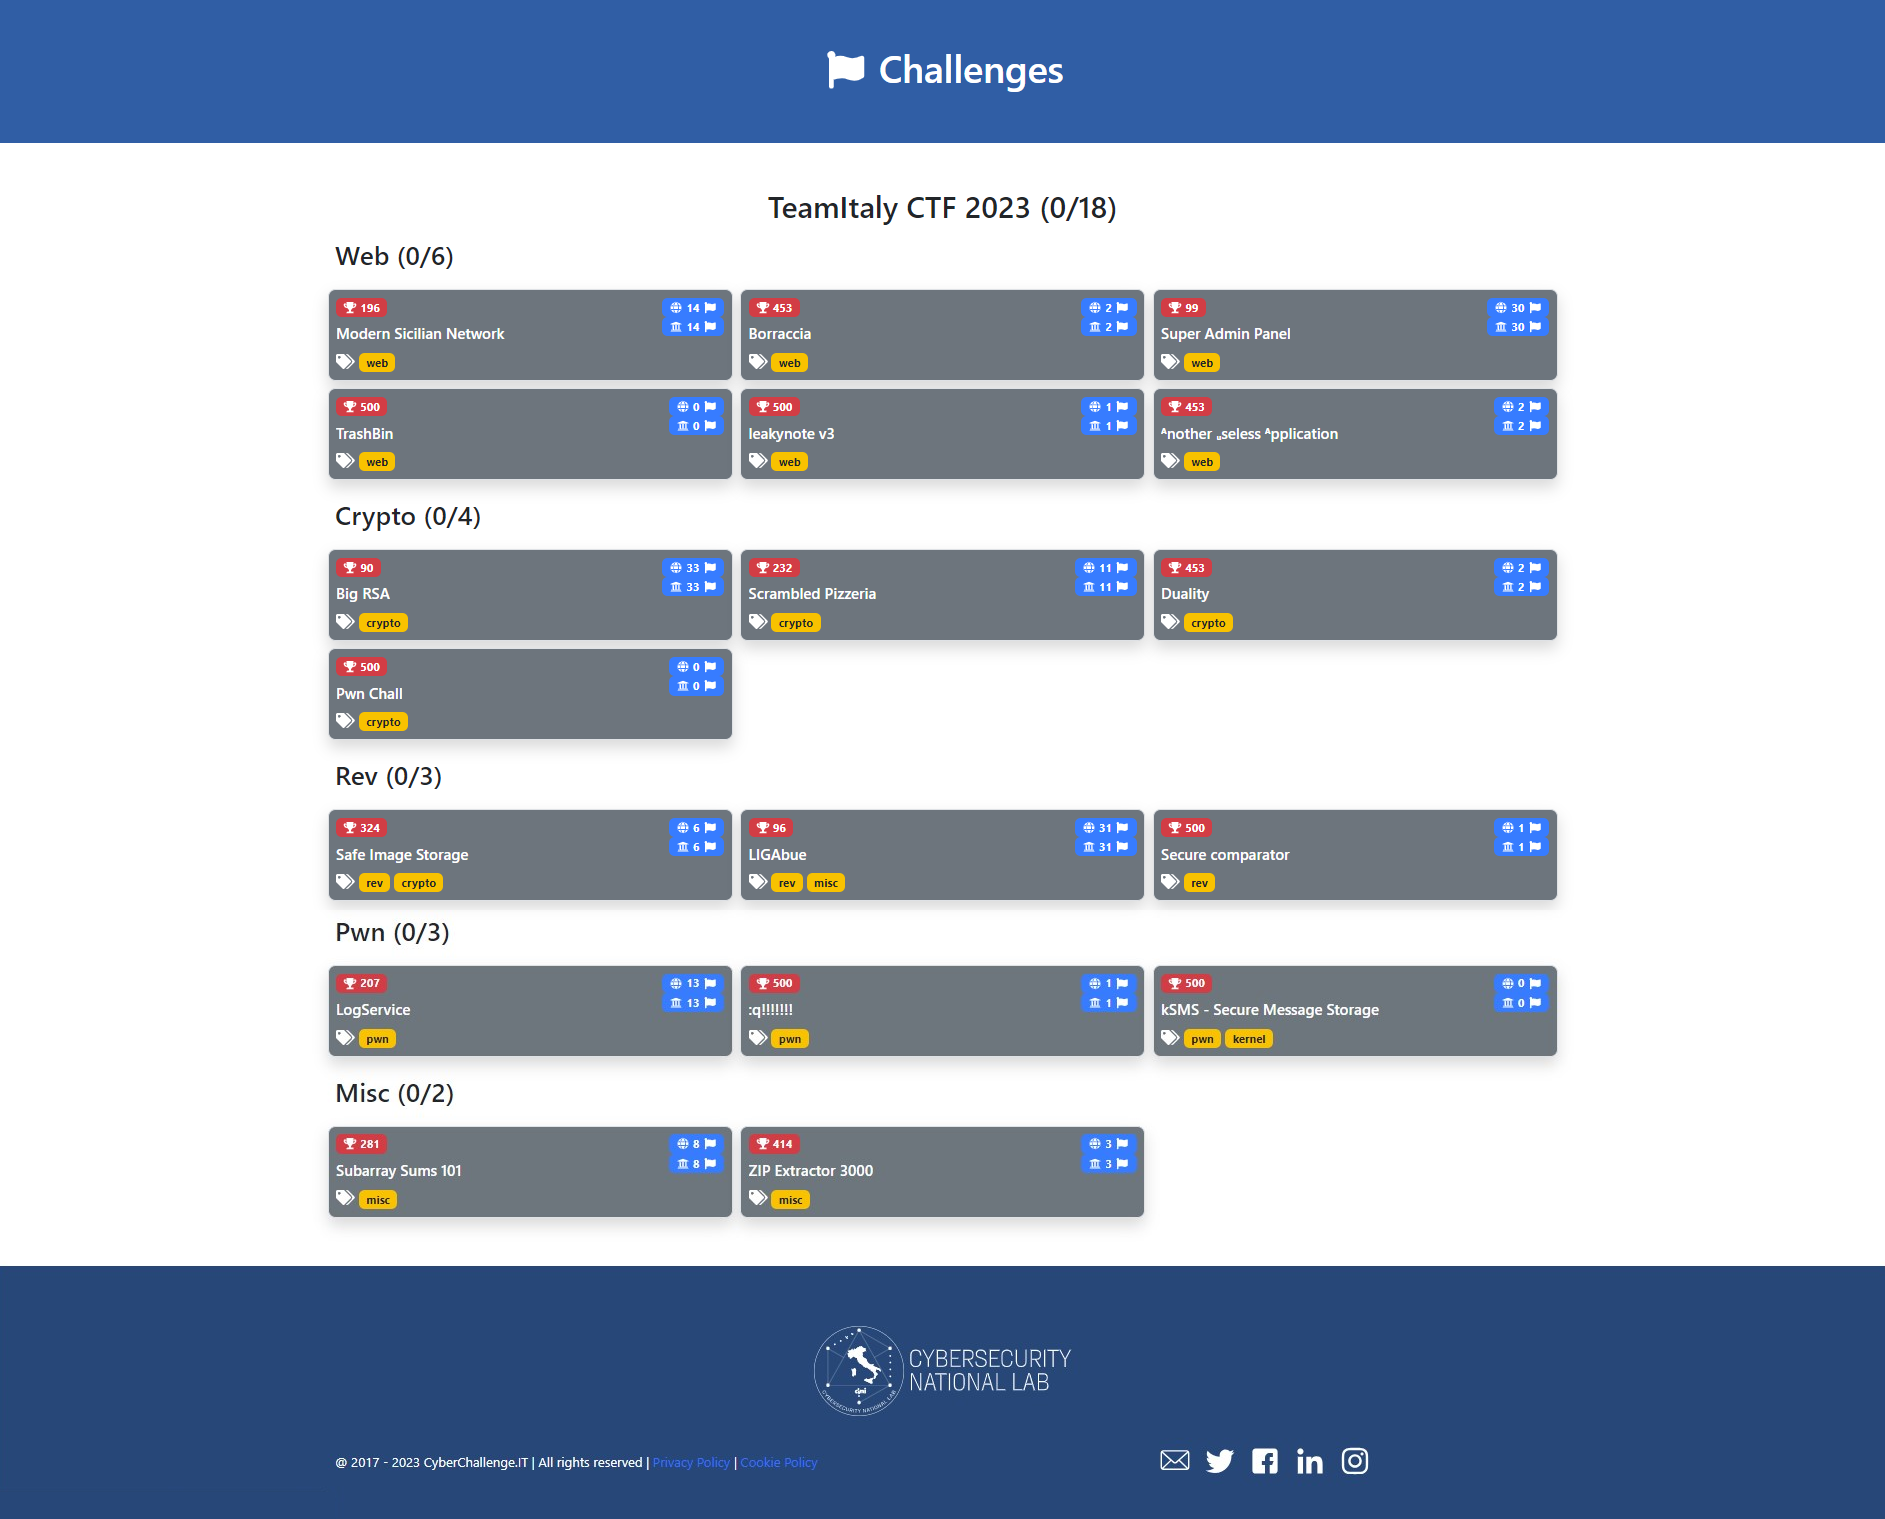 Challenges
TeamItaly CTF 2023 (0/18)
Web (0/6)
196 14
14
Modern Sicilian Network
web
453 2
2
Borraccia
web
99 30
30
Super Admin Panel
web
500 0
0
TrashBin
web
500 1
1
leakynote v3
web
453 2
2
ᴬnother ᵤseless ᴬpplication
web
Crypto (0/4)
90 33
33
Big RSA
crypto
232 11
11
Scrambled Pizzeria
crypto
453 2
2
Duality
crypto
500 0
0
Pwn Chall
crypto
Rev (0/3)
324 6
6
Safe Image Storage
rev crypto
96 31
31
LIGAbue
rev misc
500 1
1
Secure comparator
rev
Pwn (0/3)
207 13
13
LogService
pwn
500 1
1
:q!!!!!!!
pwn
500 0
0
kSMS - Secure Message Storage
pwn kernel
Misc (0/2)
281 8
8
Subarray Sums 101
misc
414 3
3
ZIP Extractor 3000
misc
cini
CYBERSECURITY NATIONAL LAB
CYBERSECURITY
NATIONAL LAB
@ 2017 - 2023 CyberChallenge.IT | All rights reserved | Privacy Policy | Cookie Policy